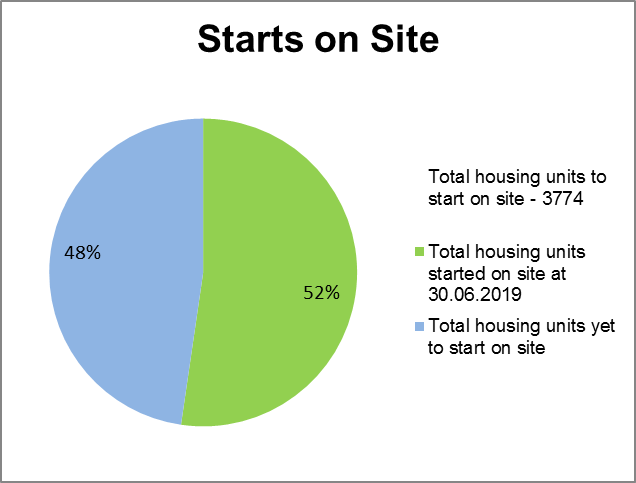 Starts on Site
48%
52%
Total housing units to
start on site - 3774
Total housing units
started on site at
30.06.2019
Total housing units yet
to start on site